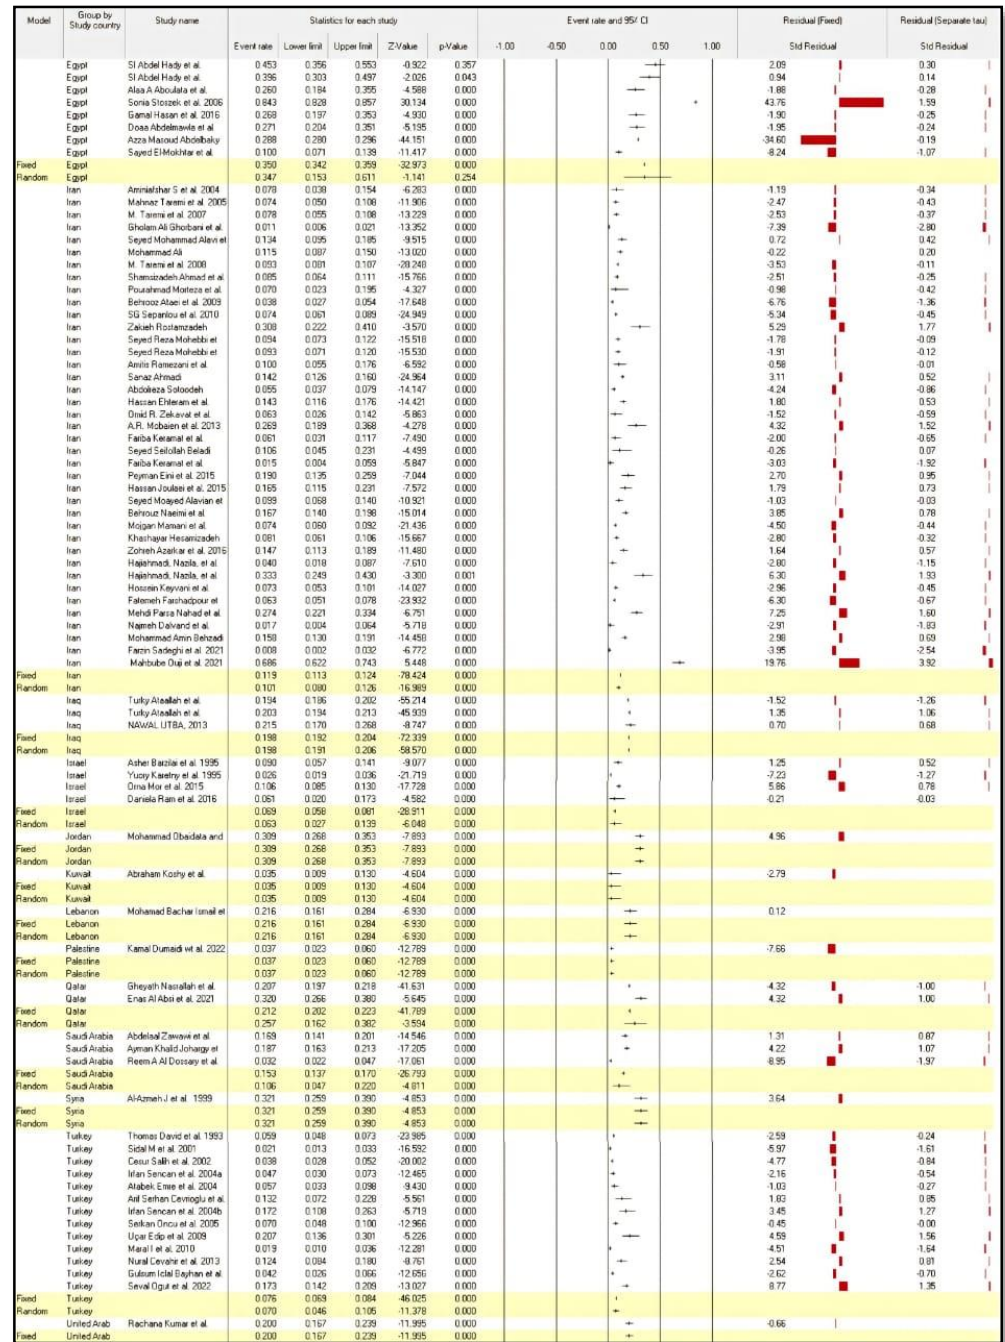 Model Group by Study country Study name Statistics for each study Event rate and 95% CI Residual (Fixed) Residual (Separate tau)
Event rate Lower limit Upper limit Z-Value p-Value -1.00 -0.50 0.00 0.50 1.00 Std Residual Std Residual
Egypt SI Abdel Hady et al. 0.453 0.356 0.553 -0.922 0.357 2.09 0.30
Egypt SI Abdel Hady et al. 0.396 0.303 0.497 -2.026 0.043 0.94 0.14
Egypt Alaa A Aboulata et al. 0.260 0.184 0.355 -4.588 0.000 -1.88 -0.28
Egypt Sonia Stoszek et al. 2006 0.843 0.828 0.857 30.134 0.000 43.76 1.59
Egypt Gamal Hasan et al. 2016 0.268 0.197 0.353 -4.930 0.000 -1.90 -0.25
Egypt Doaa Abdelmawla et al 0.271 0.204 0.351 -5.195 0.000 -1.95 -0.24
Egypt Azza Masoud Abdelbaky 0.288 0.280 0.296 -44.151 0.000 -34.60 -0.19
Egypt Sayed El-Mokhtar et al. 0.100 0.071 0.139 -11.417 0.000 -8.24 -1.07
Fixed Egypt 0.350 0.342 0.359 -32.973 0.000
Random Egypt 0.347 0.153 0.611 -1.141 0.254
Iran Aminiafshar S et al. 2004 0.078 0.038 0.154 -6.283 0.000 -1.19 -0.34
Iran Mahnaz Taremi et al. 2005 0.074 0.050 0.108 -11.906 0.000 -2.47 -0.43
Iran M. Taremi et al. 2007 0.078 0.055 0.108 -13.229 0.000 -2.53 -0.37
Iran Gholam Ali Ghorbani et al. 0.011 0.006 0.021 -13.352 0.000 -7.39 -2.80
Iran Seyed Mohammad Alavi et 0.134 0.095 0.185 -9.515 0.000 0.72 0.42
Iran Mohammad Ali 0.115 0.087 0.150 -13.020 0.000 -0.22 0.20
Iran M. Taremi et al. 2008 0.093 0.081 0.107 -28.248 0.000 -3.53 -0.11
Iran Shamsizadeh Ahmad et al. 0.085 0.064 0.111 -15.766 0.000 -2.51 -0.25
Iran Pourahmad Morteza et al. 0.070 0.023 0.195 -4.327 0.000 -0.98 -0.42
Iran Behrooz Ataei et al. 2009 0.038 0.027 0.054 -17.648 0.000 -6.76 -1.36
Iran SG Sepanlou et al. 2010 0.074 0.061 0.089 -24.949 0.000 -5.34 -0.45
Iran Zakieh Rostamzadeh 0.308 0.222 0.410 -3.570 0.000 5.29 1.77
Iran Seyed Reza Mohebbi et 0.094 0.073 0.122 -15.518 0.000 -1.78 -0.09
Iran Seyed Reza Mohebbi et 0.093 0.071 0.120 -15.530 0.000 -1.91 -0.12
Iran Amitis Ramezani et al. 0.100 0.055 0.176 -6.592 0.000 -0.58 -0.01
Iran Sanaz Ahmadi 0.142 0.126 0.160 -24.964 0.000 3.11 0.52
Iran Abdolreza Sotoodeh 0.055 0.037 0.079 -14.147 0.000 -4.24 -0.86
Iran Hassan Ehteram et al. 0.143 0.116 0.176 -14.421 0.000 1.80 0.53
Iran Omid R. Zekavat et al. 0.063 0.026 0.142 -5.863 0.000 -1.52 -0.59
Iran A.R. Mobaien et al. 2013 0.269 0.189 0.368 -4.278 0.000 4.32 1.52
Iran Fariba Keramat et al. 0.061 0.031 0.117 -7.490 0.000 -2.00 -0.65
Iran Seyed Seifollah Beladi 0.106 0.045 0.231 -4.499 0.000 -0.26 0.07
Iran Fariba Keramat et al. 0.015 0.004 0.059 -5.847 0.000 -3.03 -1.92
Iran Peyman Eini et al. 2015 0.190 0.135 0.259 -7.044 0.000 2.70 0.95
Iran Hassan Joulaei et al. 2015 0.165 0.115 0.231 -7.572 0.000 1.79 0.73
Iran Seyed Moayed Alavian et 0.099 0.068 0.140 -10.921 0.000 -1.03 -0.03
Iran Behrouz Naeimi et al. 0.167 0.140 0.198 -15.014 0.000 3.85 0.78
Iran Mojgan Mamani et al. 0.074 0.060 0.092 -21.436 0.000 -4.50 -0.44
Iran Khashayar Hesamizadeh 0.081 0.061 0.106 -15.667 0.000 -2.80 -0.32
Iran Zohreh Azarkar et al. 2016 0.147 0.113 0.189 -11.480 0.000 1.64 0.57
Iran Hajiahmadi, Nazila, et al. 0.040 0.018 0.087 -7.610 0.000 -2.80 -1.15
Iran Hajiahmadi, Nazila, et al. 0.333 0.249 0.430 -3.300 0.001 6.30 1.93
Iran Hossein Keyvani et al. 0.073 0.053 0.101 -14.027 0.000 -2.96 -0.45
Iran Fatemeh Farshadpour et 0.063 0.051 0.078 -23.932 0.000 -6.30 -0.67
Iran Mehdi Parsa Nahad et al. 0.274 0.221 0.334 -6.751 0.000 7.25 1.60
Iran Najmeh Dalvand et al. 0.017 0.004 0.064 -5.718 0.000 -2.91 -1.83
Iran Mohammad Amin Behzadi 0.158 0.130 0.191 -14.458 0.000 2.98 0.69
Iran Farzin Sadeghi et al. 2021 0.008 0.002 0.032 -6.772 0.000 -3.95 -2.54
Iran Mahbube Ouji et al. 2021 0.686 0.622 0.743 5.448 0.000 19.76 3.92
Fixed Iran 0.119 0.113 0.124 -78.424 0.000
Random Iran 0.101 0.080 0.126 -16.989 0.000
Iraq Turky Ataallah et al. 0.194 0.186 0.202 -55.214 0.000 -1.52 -1.26
Iraq Turky Ataallah et al. 0.203 0.194 0.213 -45.939 0.000 1.35 1.06
Iraq NAWAL UTBA, 2013 0.215 0.170 0.268 -8.747 0.000 0.70 0.68
Fixed Iraq 0.198 0.192 0.204 -72.339 0.000
Random Iraq 0.198 0.191 0.206 -58.570 0.000
Israel Asher Barzilai et al. 1995 0.090 0.057 0.141 -9.077 0.000 1.25 0.52
Israel Yusry Karetny et al. 1995 0.026 0.019 0.036 -21.719 0.000 -7.23 -1.27
Israel Orna Mor et al. 2015 0.106 0.085 0.130 -17.728 0.000 5.86 0.78
Israel Daniela Ram et al. 2016 0.061 0.020 0.173 -4.582 0.000 -0.21 -0.03
Fixed Israel 0.069 0.058 0.081 -28.911 0.000
Random Israel 0.063 0.027 0.139 -6.048 0.000
Jordan Mohammad Obaidata and 0.309 0.268 0.353 -7.893 0.000 4.96
Fixed Jordan 0.309 0.268 0.353 -7.893 0.000
Random Jordan 0.309 0.268 0.353 -7.893 0.000
Kuwait Abraham Koshy et al. 0.035 0.009 0.130 -4.604 0.000 -2.79
Fixed Kuwait 0.035 0.009 0.130 -4.604 0.000
Random Kuwait 0.035 0.009 0.130 -4.604 0.000
Lebanon Mohamad Bachar Ismail et 0.216 0.161 0.284 -6.930 0.000 0.12
Fixed Lebanon 0.216 0.161 0.284 -6.930 0.000
Random Lebanon 0.216 0.161 0.284 -6.930 0.000
Palestine Kamal Dumaidi wt al. 2022 0.037 0.023 0.060 -12.789 0.000 -7.66
Fixed Palestine 0.037 0.023 0.060 -12.789 0.000
Random Palestine 0.037 0.023 0.060 -12.789 0.000
Qatar Gheyath Nasrallah et al. 0.207 0.197 0.218 -41.631 0.000 -4.32 -1.00
Qatar Enas Al Absi et al. 2021 0.320 0.266 0.380 -5.645 0.000 4.32 1.00
Fixed Qatar 0.212 0.202 0.223 -41.789 0.000
Random Qatar 0.257 0.162 0.382 -3.594 0.000
Saudi Arabia Abdelaal Zawawi et al. 0.169 0.141 0.201 -14.546 0.000 1.31 0.87
Saudi Arabia Ayman Khalid Johargy et 0.187 0.163 0.213 -17.205 0.000 4.22 1.07
Saudi Arabia Reem A Al Dossary et al. 0.032 0.022 0.047 -17.061 0.000 -8.95 -1.97
Fixed Saudi Arabia 0.153 0.137 0.170 -26.793 0.000
Random Saudi Arabia 0.106 0.047 0.220 -4.811 0.000
Syria Al-Azmeh J et al. 1999 0.321 0.259 0.390 -4.853 0.000 3.64
Fixed Syria 0.321 0.259 0.390 -4.853 0.000
Random Syria 0.321 0.259 0.390 -4.853 0.000
Turkey Thomas David et al. 1993 0.059 0.048 0.073 -23.985 0.000 -2.59 -0.24
Turkey Sidal M et al. 2001 0.021 0.013 0.033 -16.592 0.000 -5.97 -1.61
Turkey Cesur Salih et al. 2002 0.038 0.028 0.052 -20.002 0.000 -4.77 -0.84
Turkey Irfan Sencan et al. 2004a 0.047 0.030 0.073 -12.465 0.000 -2.16 -0.54
Turkey Atabek Emre et al. 2004 0.057 0.033 0.098 -9.430 0.000 -1.03 -0.27
Turkey Arif Serhan Cevrioglu et al. 0.132 0.072 0.228 -5.561 0.000 1.83 0.85
Turkey Irfan Sencan et al. 2004b 0.172 0.108 0.263 -5.719 0.000 3.45 1.27
Turkey Serkan Oncu et al. 2005 0.070 0.048 0.100 -12.966 0.000 -0.45 -0.00
Turkey Uçar Edip et al. 2009 0.207 0.136 0.301 -5.226 0.000 4.59 1.56
Turkey Maral I et al. 2010 0.019 0.010 0.036 -12.281 0.000 -4.51 -1.64
Turkey Nural Cevahir et al. 2013 0.124 0.084 0.180 -8.761 0.000 2.54 0.81
Turkey Gulsum Iclal Bayhan et al. 0.042 0.026 0.066 -12.656 0.000 -2.62 -0.70
Turkey Seval Ogut et al. 2022 0.173 0.142 0.209 -13.027 0.000 8.77 1.35
Fixed Turkey 0.076 0.069 0.084 -46.025 0.000
Random Turkey 0.070 0.046 0.105 -11.378 0.000
United Arab Rachana Kumar et al. 0.200 0.167 0.239 -11.995 0.000 -0.66
Fixed United Arab 0.200 0.167 0.239 -11.995 0.000